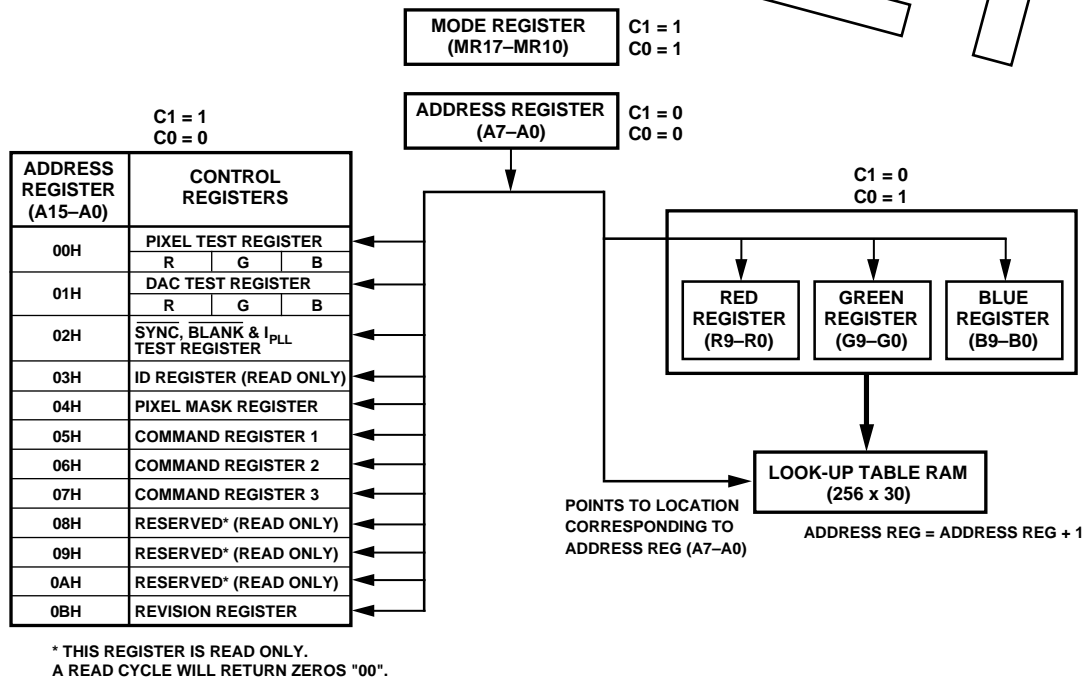 MODE REGISTER
(MR17–MR10)
C1 = 1
C0 = 1
ADDRESS REGISTER
(A7–A0)
C1 = 0
C0 = 0
C1 = 1
C0 = 0
ADDRESS
REGISTER
(A15–A0)
CONTROL
REGISTERS
00H
PIXEL TEST REGISTER
R G B
01H
DAC TEST REGISTER
R G B
02H
SYNC, BLANK & IPLL
TEST REGISTER
03H ID REGISTER (READ ONLY)
04H PIXEL MASK REGISTER
05H COMMAND REGISTER 1
06H COMMAND REGISTER 2
07H COMMAND REGISTER 3
08H RESERVED* (READ ONLY)
09H RESERVED* (READ ONLY)
0AH RESERVED* (READ ONLY)
0BH REVISION REGISTER
* THIS REGISTER IS READ ONLY.
A READ CYCLE WILL RETURN ZEROS "00".
C1 = 0
C0 = 1
RED
REGISTER
(R9–R0)
GREEN
REGISTER
(G9–G0)
BLUE
REGISTER
(B9–B0)
LOOK-UP TABLE RAM
(256 x 30)
POINTS TO LOCATION
CORRESPONDING TO
ADDRESS REG (A7–A0)
ADDRESS REG = ADDRESS REG + 1